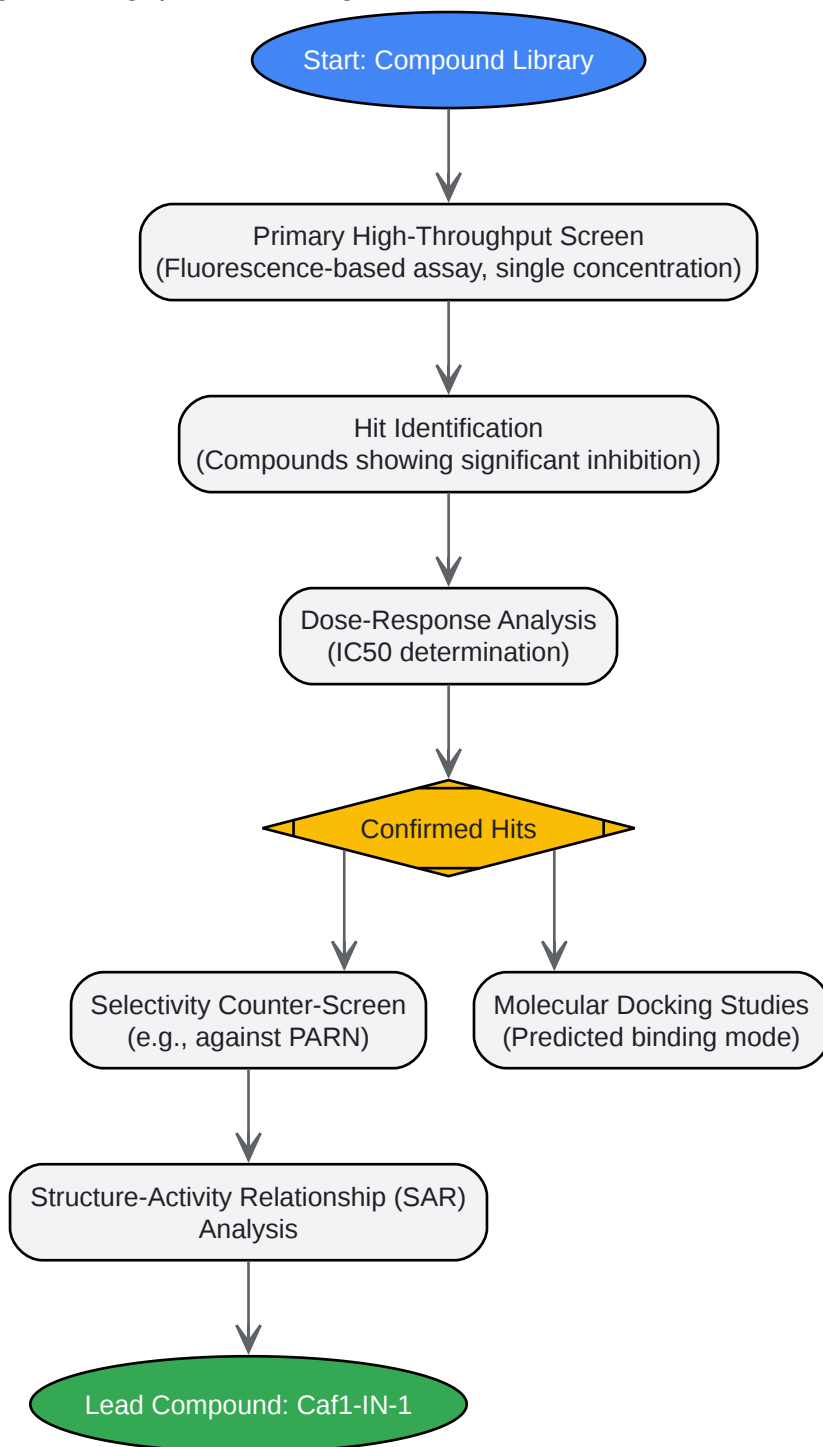 Start: Compound Library
Primary High-Throughput Screen
(Fluorescence-based assay, single concentration)
Hit Identification
(Compounds showing significant inhibition)
Dose-Response Analysis
(IC50 determination)
Confirmed Hits
Selectivity Counter-Screen
(e.g., against PARN)
Molecular Docking Studies
(Predicted binding mode)
Structure-Activity Relationship (SAR)
Analysis
Lead Compound: Caf1-IN-1